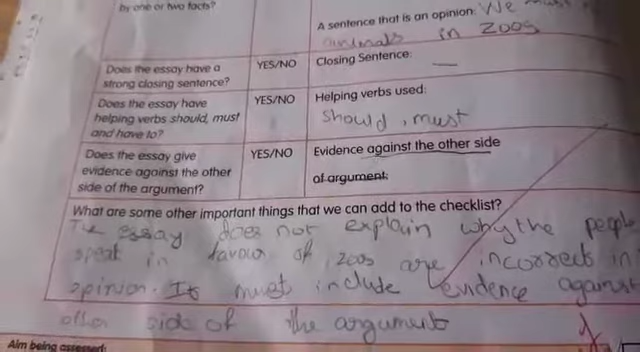 by one or two facts?
A sentence that is an opinion: We must
animals in zoos
Does the essay have a strong closing sentence?
YES/NO
Closing Sentence:
Does the essay have helping verbs should, must and have to?
YES/NO
Helping verbs used:
should, must
Does the essay give evidence against the other side of the argument?
YES/NO
Evidence against the other side
of argument:
What are some other important things that we can add to the checklist?
The essay does not explain why the people
speak in favour of zoos are incorrect in
opinion. It must include evidence against
other side of the argument
Aim being assessed: